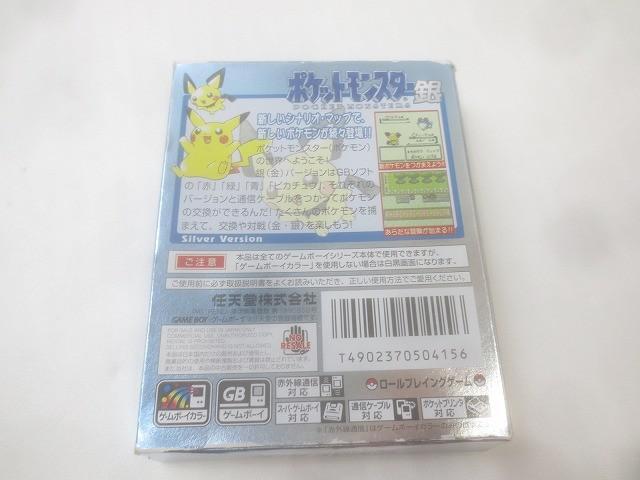 ポケットモンスター銀
POCKET MONSTERS
新しいシナリオ・マップで、
新しいポケモンが続々登場!!
ポケットモンスター(ポケモン)
の世界へようこそ。
銀(金)バージョンはGBソフト
の「赤」「緑」「青」「ピカチュウ」、それぞれの
バージョンと通信ケーブルをつかってポケモン
の交換ができるんだ!たくさんのポケモンを捕
まえて、交換や対戦(金・銀)を楽しもう!
新ポケモンをつかまえよう!!
あらたな冒険が始まる!!
Silver Version
ご注意
本品は全てのゲームボーイシリーズ本体で使用できますが、
「ゲームボーイカラー」を使用しない場合は白黒画面になります。
ご使用前に必ず取扱説明書をよくお読みいただき、正しい使用方法でご愛用ください。
任天堂株式会社
FOR SALE AND USE IN JAPAN ONLY.
NO RESALE
T4902370504156
ゲームボーイカラー
GB
ゲームボーイ
赤外線通信
対応
ロールプレイングゲーム
スーパーゲームボーイ
対応
通信ケーブル
対応
ポケットプリンタ
対応